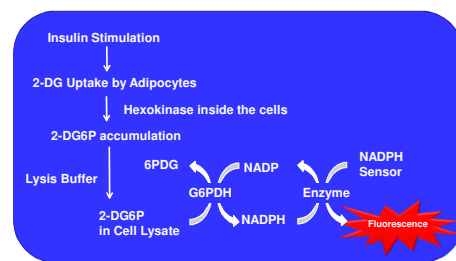 Insulin Stimulation
2-DG Uptake by Adipocytes
Hexokinase inside the cells
2-DG6P accumulation
Lysis Buffer
6PDG
NADP
NADPH
Sensor
G6PDH
Enzyme
2-DG6P
in Cell Lysate
NADPH
Fluorescence